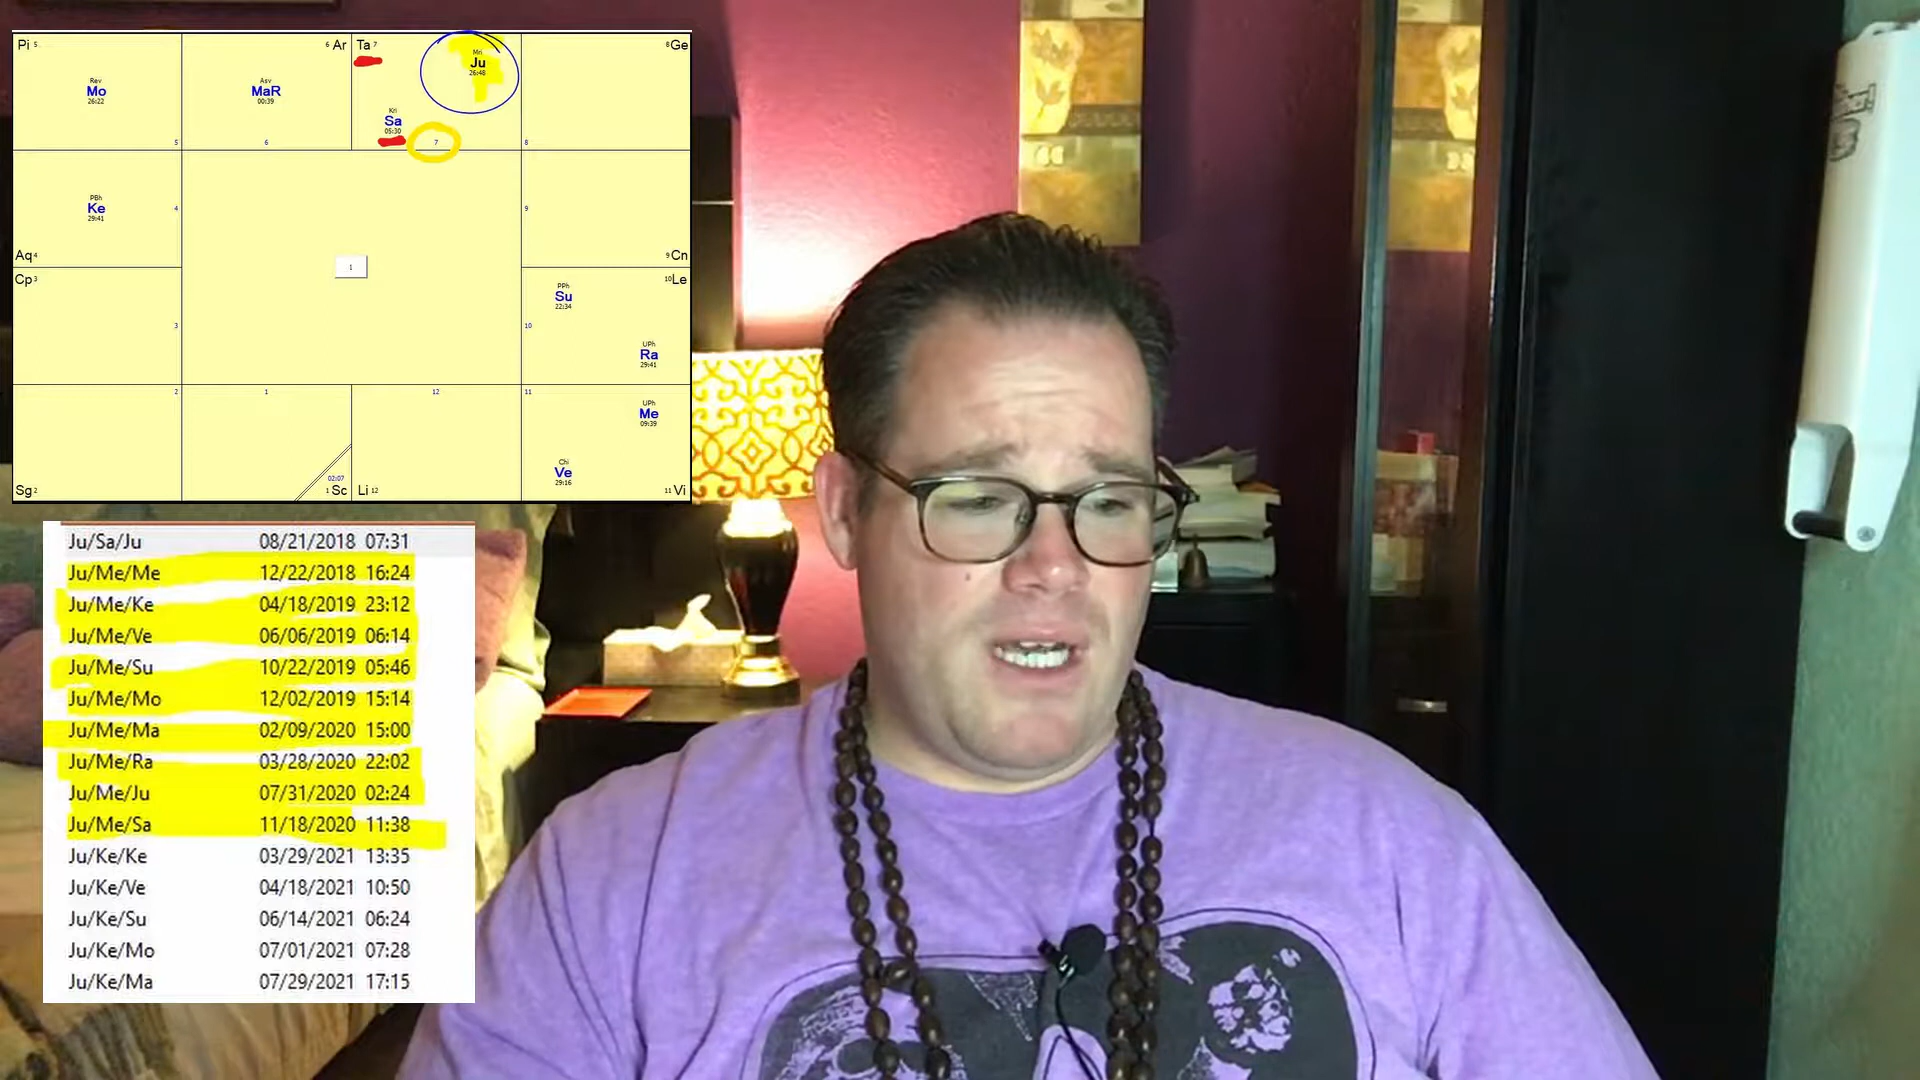 Pi 5
6 Ar
Ta 7
8 Ge
Rev
Mo
26:22
Asv
MaR
00:39
Mri
Ju
26:48
Kri
Sa
05:30
5
6
7
8
PBh
Ke
29:41
4
9
Aq 4
9 Cn
Cp 3
10 Le
1
PPh
Su
22:34
3
10
UPh
Ra
29:41
2
1
12
11
UPh
Me
09:39
Chi
Ve
29:16
02:07
Sg 2
1 Sc
Li 12
11 Vi
Ju/Sa/Ju 08/21/2018 07:31
Ju/Me/Me 12/22/2018 16:24
Ju/Me/Ke 04/18/2019 23:12
Ju/Me/Ve 06/06/2019 06:14
Ju/Me/Su 10/22/2019 05:46
Ju/Me/Mo 12/02/2019 15:14
Ju/Me/Ma 02/09/2020 15:00
Ju/Me/Ra 03/28/2020 22:02
Ju/Me/Ju 07/31/2020 02:24
Ju/Me/Sa 11/18/2020 11:38
Ju/Ke/Ke 03/29/2021 13:35
Ju/Ke/Ve 04/18/2021 10:50
Ju/Ke/Su 06/14/2021 06:24
Ju/Ke/Mo 07/01/2021 07:28
Ju/Ke/Ma 07/29/2021 17:15